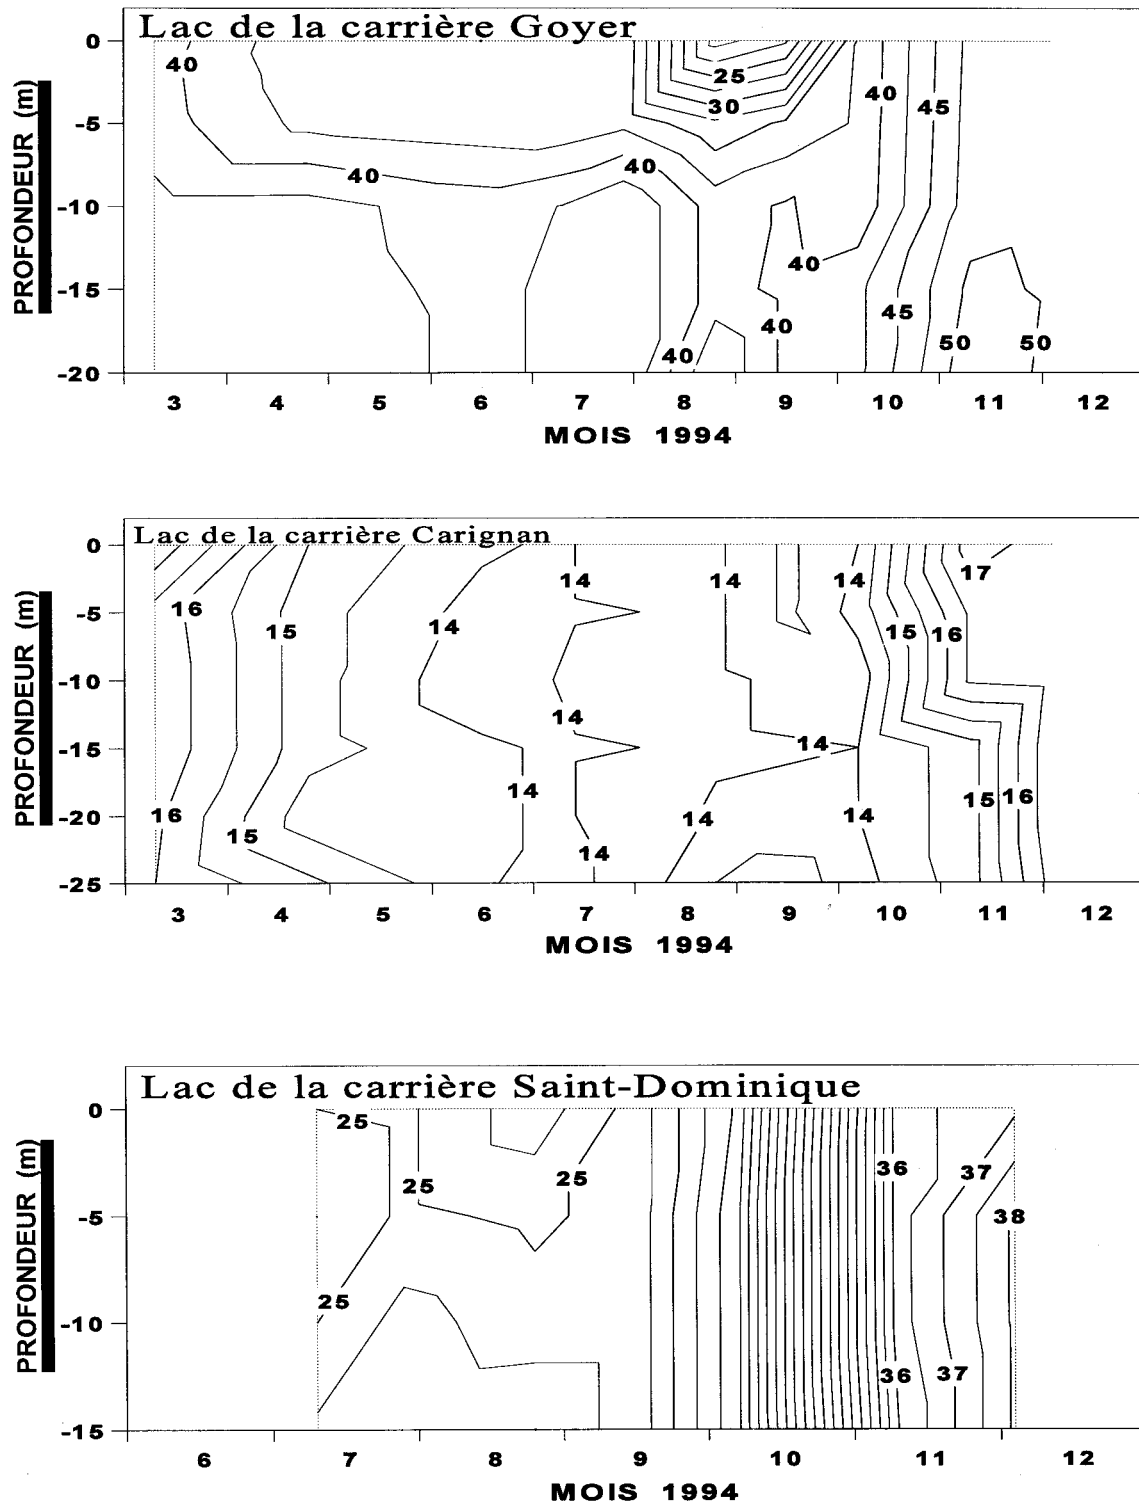 Lac de la carrière Goyer
PROFONDEUR (m)
0
-5
-10
-15
-20
40
25
30
40
45
40
40
40
40
45
40
40
50
50
3 4 5 6 7 8 9 10 11 12
MOIS 1994
Lac de la carrière Carignan
PROFONDEUR (m)
0
-5
-10
-15
-20
-25
14 14 14 17
16
15 14 15 16
14
14
14
16 15 14 14 15 16
14
3 4 5 6 7 8 9 10 11 12
MOIS 1994
Lac de la carrière Saint-Dominique
PROFONDEUR (m)
0
-5
-10
-15
25
25 25 36 37
38
25
36 37
6 7 8 9 10 11 12
MOIS 1994